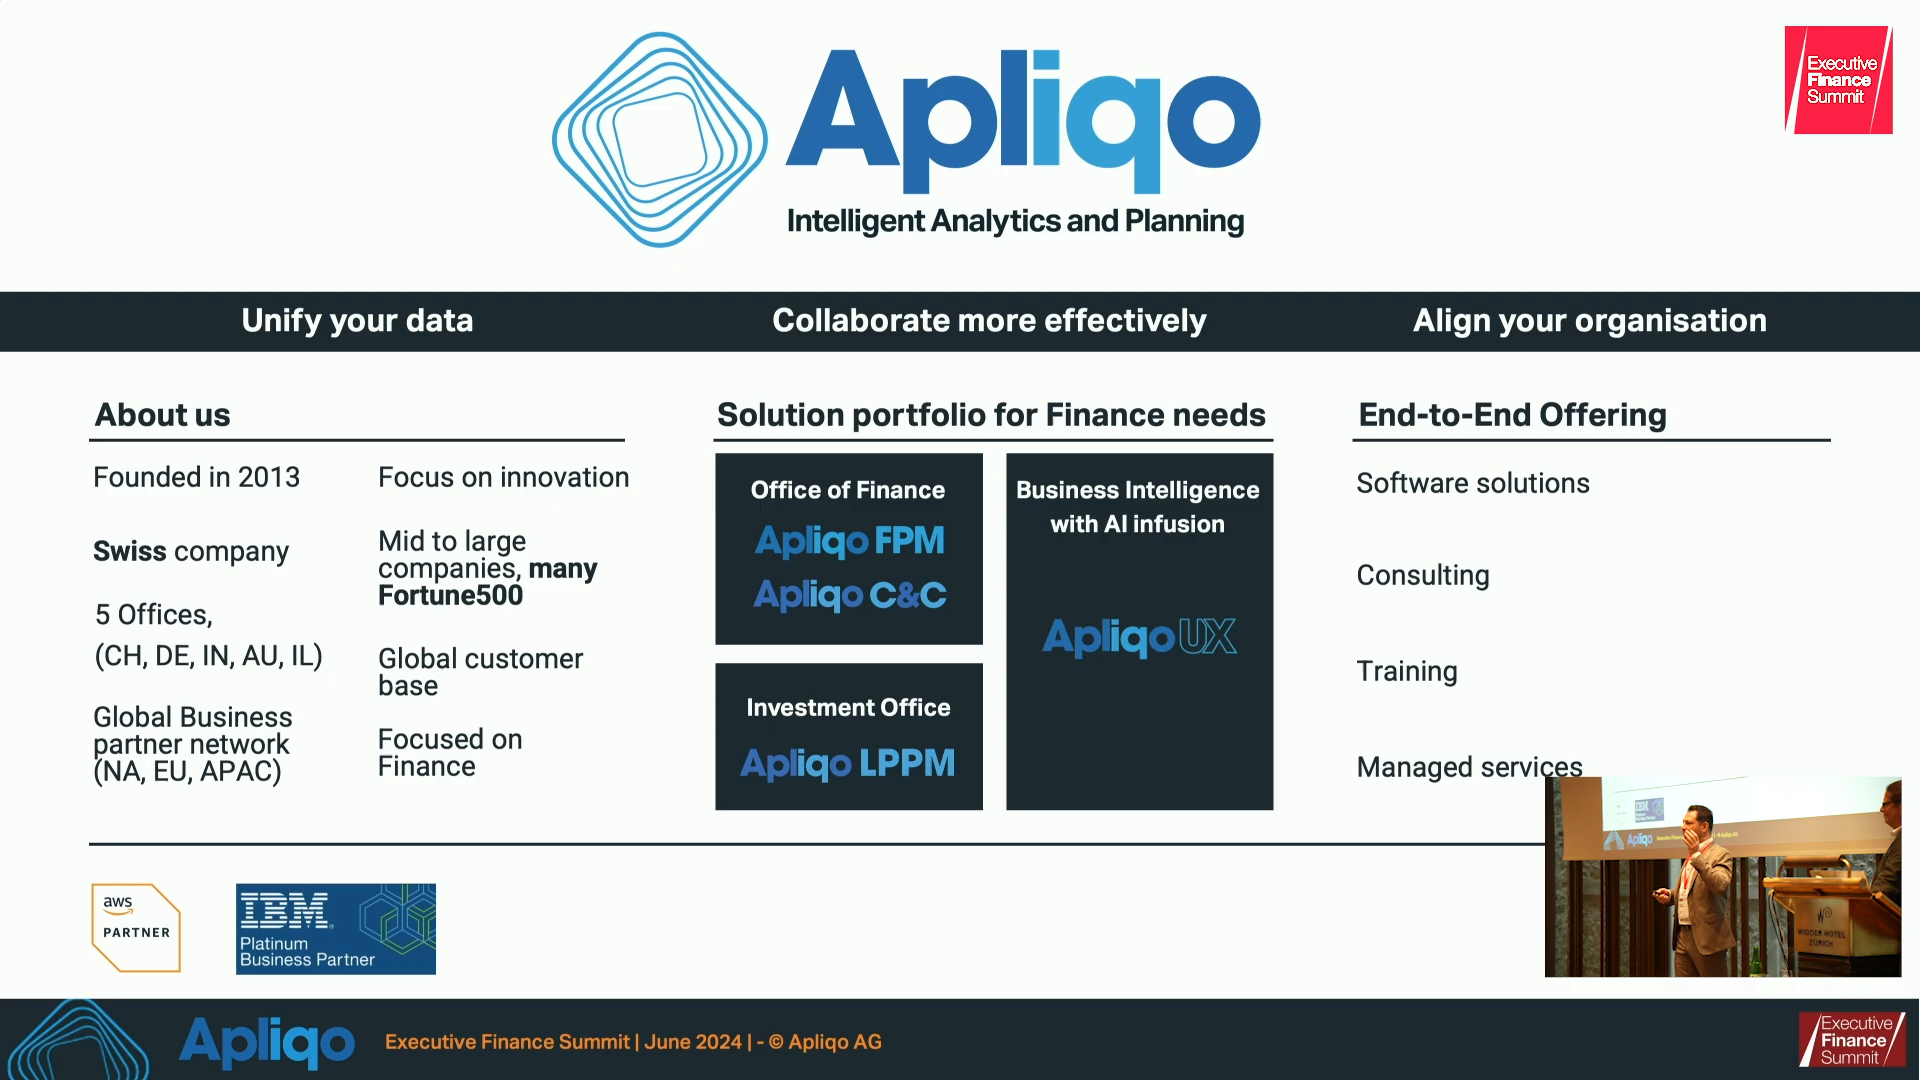 Apliqo
Intelligent Analytics and Planning
Executive
Finance
Summit
Unify your data
Collaborate more effectively
Align your organisation
About us
Founded in 2013
Swiss company
5 Offices,
(CH, DE, IN, AU, IL)
Global Business
partner network
(NA, EU, APAC)
Focus on innovation
Mid to large
companies, many
Fortune500
Global customer
base
Focused on
Finance
Solution portfolio for Finance needs
Office of Finance
Apliqo FPM
Apliqo C&C
Investment Office
Apliqo LPPM
Business Intelligence
with AI infusion
Apliqo UX
End-to-End Offering
Software solutions
Consulting
Training
Managed services
aws
PARTNER
IBM
Platinum
Business Partner
IBM
Apliqo
WIDDER HOTEL
ZÜRICH
Apliqo
Executive Finance Summit | June 2024 | - © Apliqo AG
Executive
Finance
Summit